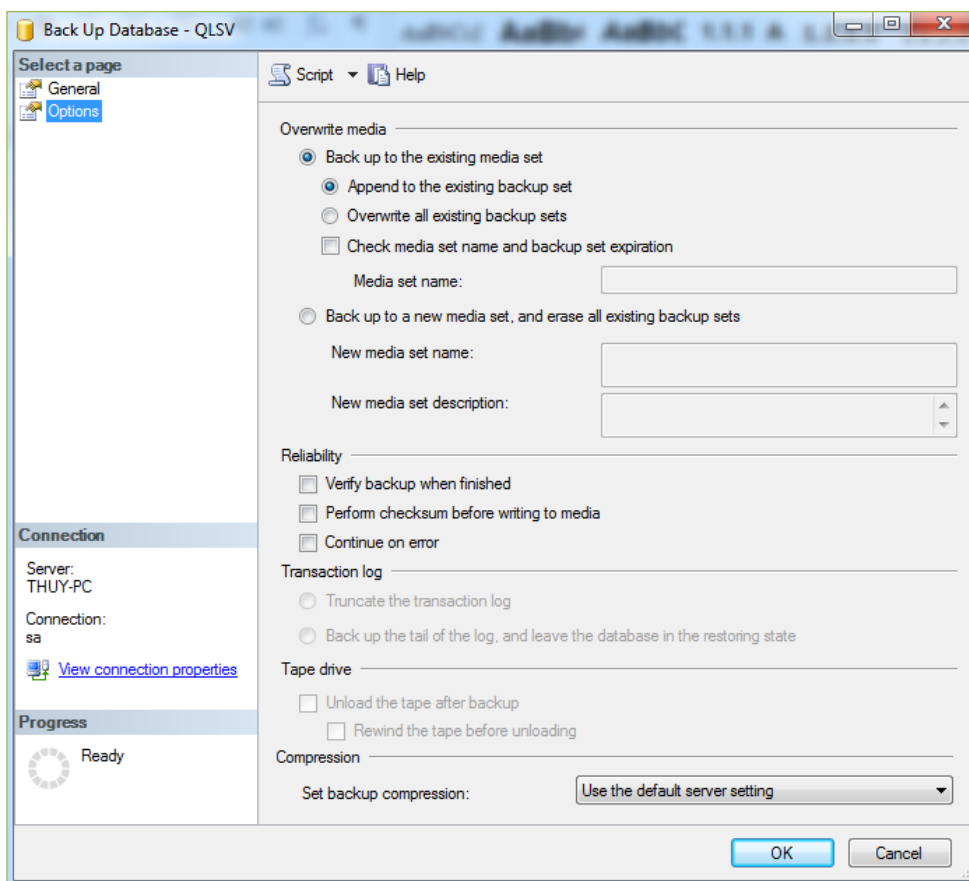 Back Up Database - QLSV
Select a page
General
Options
Script
Help
Overwrite media
Back up to the existing media set
Append to the existing backup set
Overwrite all existing backup sets
Check media set name and backup set expiration
Media set name:
Back up to a new media set, and erase all existing backup sets
New media set name:
New media set description:
Reliability
Verify backup when finished
Perform checksum before writing to media
Continue on error
Transaction log
Truncate the transaction log
Back up the tail of the log, and leave the database in the restoring state
Tape drive
Unload the tape after backup
Rewind the tape before unloading
Compression
Set backup compression: Use the default server setting
Connection
Server:
THUY-PC
Connection:
sa
View connection properties
Progress
Ready
OK Cancel